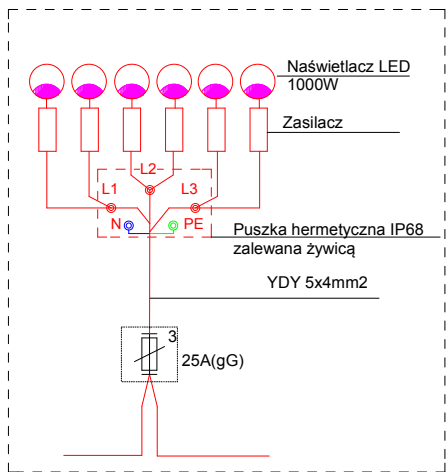 Naświetlacz LED
1000W
Zasilacz
L2
L1
L3
N
PE
Puszka hermetyczna IP68
zalewana żywicą
YDY 5x4mm2
3
25A(gG)